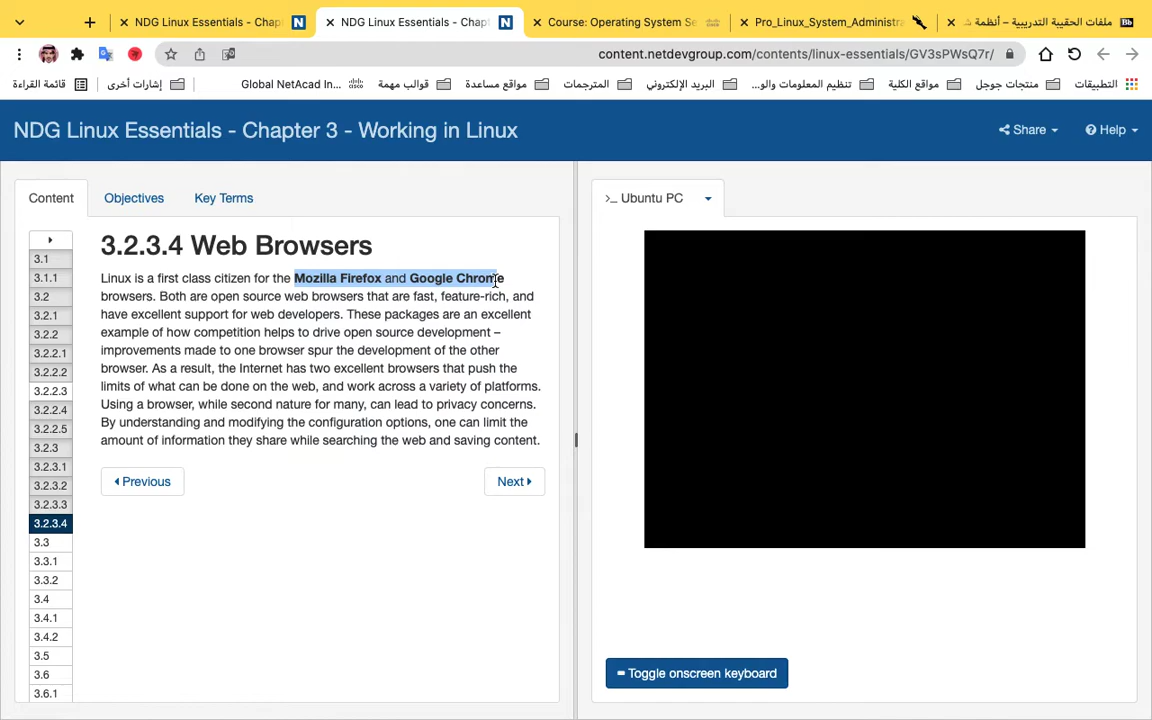 NDG Linux Essentials - Chap
NDG Linux Essentials - Chapt
Course: Operating System Se
Pro_Linux_System_Administra
ملفات الحقيبة التدريبية – أنظمة
Bb
content.netdevgroup.com/contents/linux-essentials/GV3sPWsQ7r/
التطبيقات
منتجات جوجل
مواقع الكلية
تنظيم المعلومات والو...
البريد الإلكتروني
المترجمات
مواقع مساعدة
قوالب مهمة
Global NetAcad In...
إشارات أخرى
قائمة القراءة
NDG Linux Essentials - Chapter 3 - Working in Linux
Share
Help
Content
Objectives
Key Terms
3.1
3.1.1
3.2
3.2.1
3.2.2
3.2.2.1
3.2.2.2
3.2.2.3
3.2.2.4
3.2.2.5
3.2.3
3.2.3.1
3.2.3.2
3.2.3.3
3.2.3.4
3.3
3.3.1
3.3.2
3.4
3.4.1
3.4.2
3.5
3.6
3.6.1
3.2.3.4 Web Browsers
Linux is a first class citizen for the Mozilla Firefox and Google Chrome
browsers. Both are open source web browsers that are fast, feature-rich, and
have excellent support for web developers. These packages are an excellent
example of how competition helps to drive open source development –
improvements made to one browser spur the development of the other
browser. As a result, the Internet has two excellent browsers that push the
limits of what can be done on the web, and work across a variety of platforms.
Using a browser, while second nature for many, can lead to privacy concerns.
By understanding and modifying the configuration options, one can limit the
amount of information they share while searching the web and saving content.
Previous
Next
>_ Ubuntu PC
Toggle onscreen keyboard